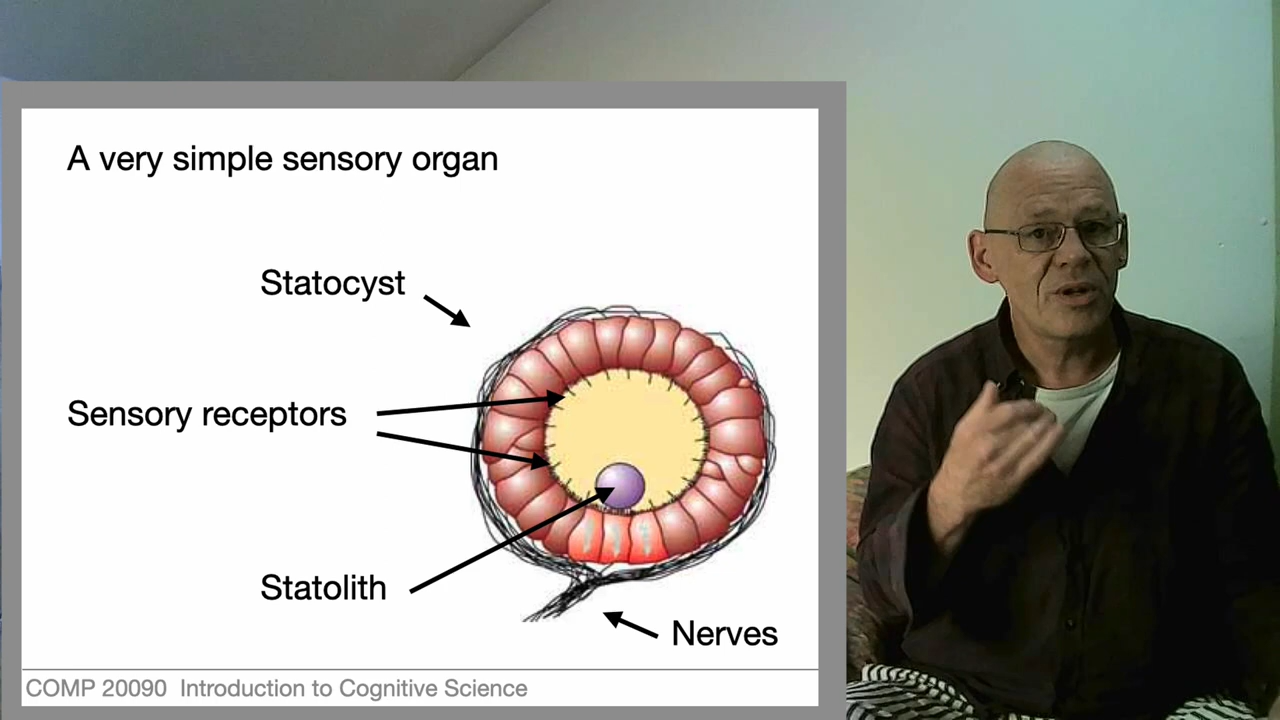 A very simple sensory organ
Statocyst
Sensory receptors
Statolith
Nerves
COMP 20090 Introduction to Cognitive Science